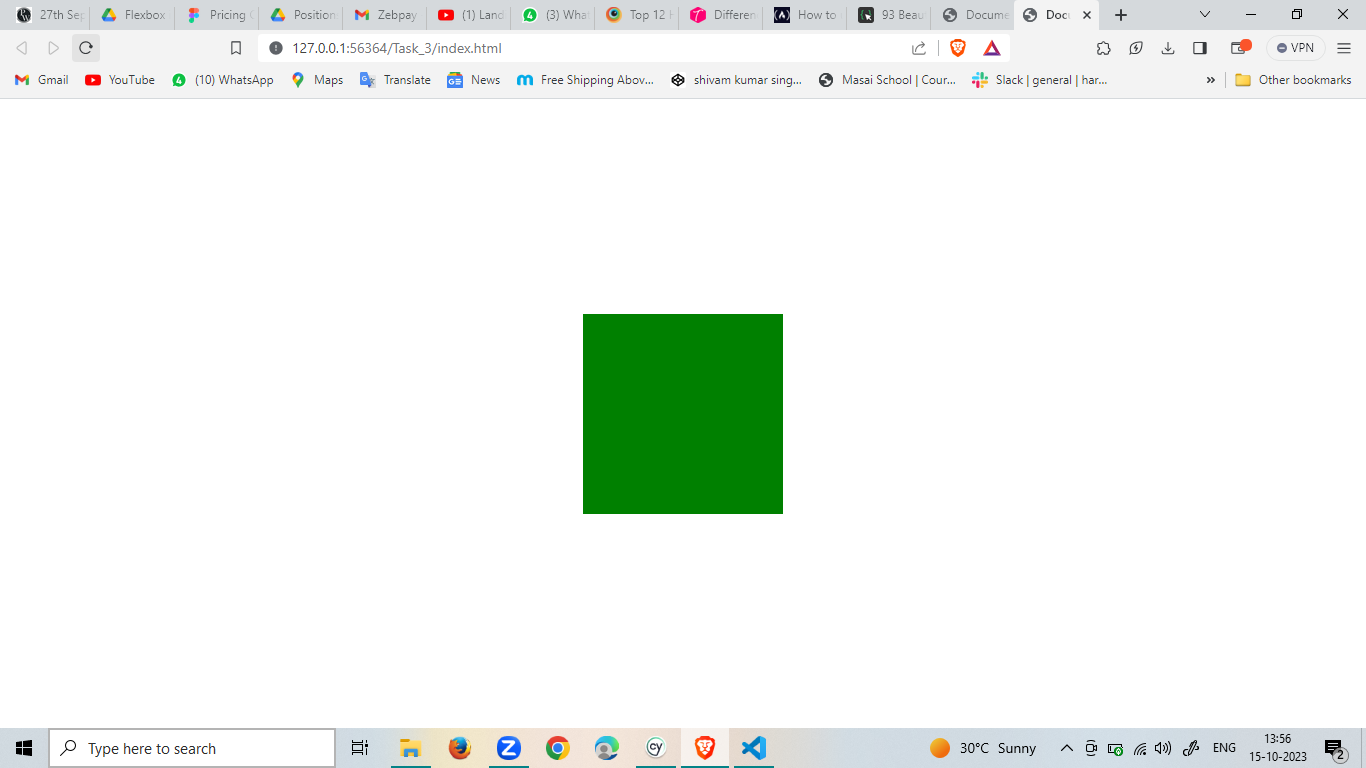 27th Sep Flexbox Pricing C Position Zebpay (1) Land (3) What Top 12 H Differen How to 93 Beau Docume Docu
127.0.0.1:56364/Task_3/index.html VPN
Gmail YouTube (10) WhatsApp Maps Translate News Free Shipping Abov... shivam kumar sing... Masai School | Cour... Slack | general | har... » Other bookmarks
Type here to search cy 30°C Sunny ENG 13:56
15-10-2023 2